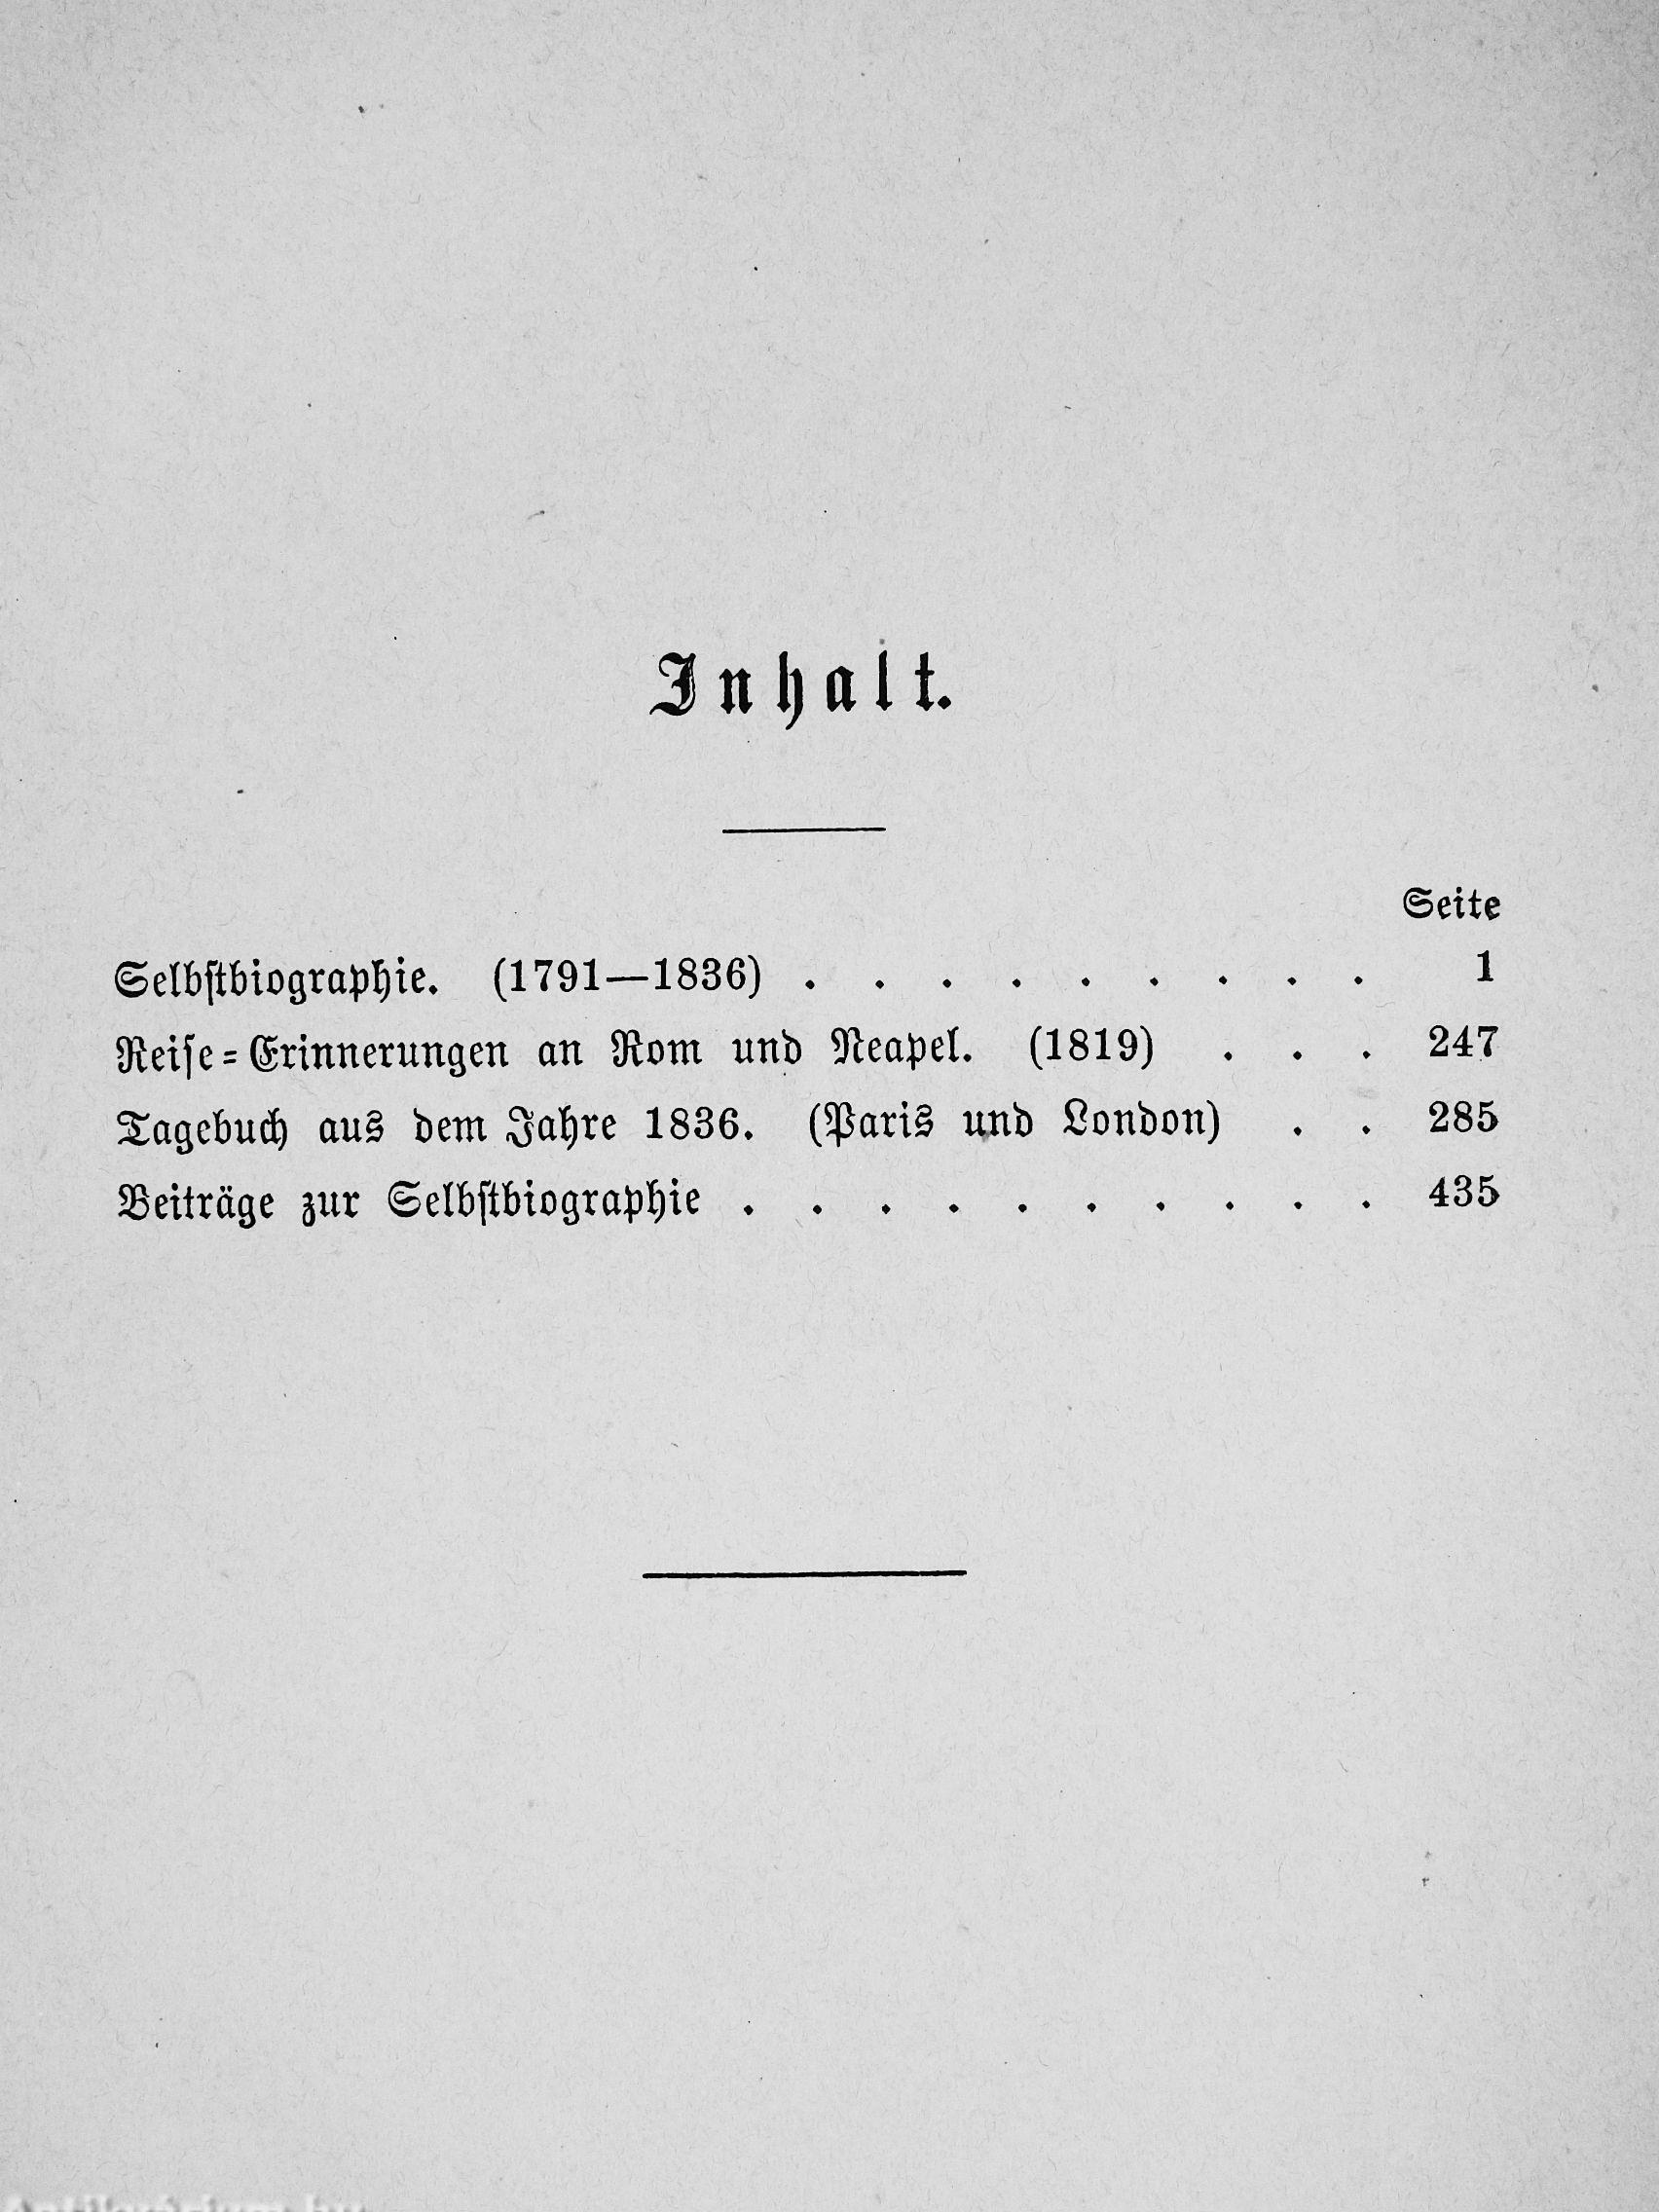 Inhalt.
Seite
Selbstbiographie. (1791—1836) . . . . . . . . . 1
Reise=Erinnerungen an Rom und Neapel. (1819) . . . 247
Tagebuch aus dem Jahre 1836. (Paris und London) . . 285
Beiträge zur Selbstbiographie . . . . . . . . . . 435